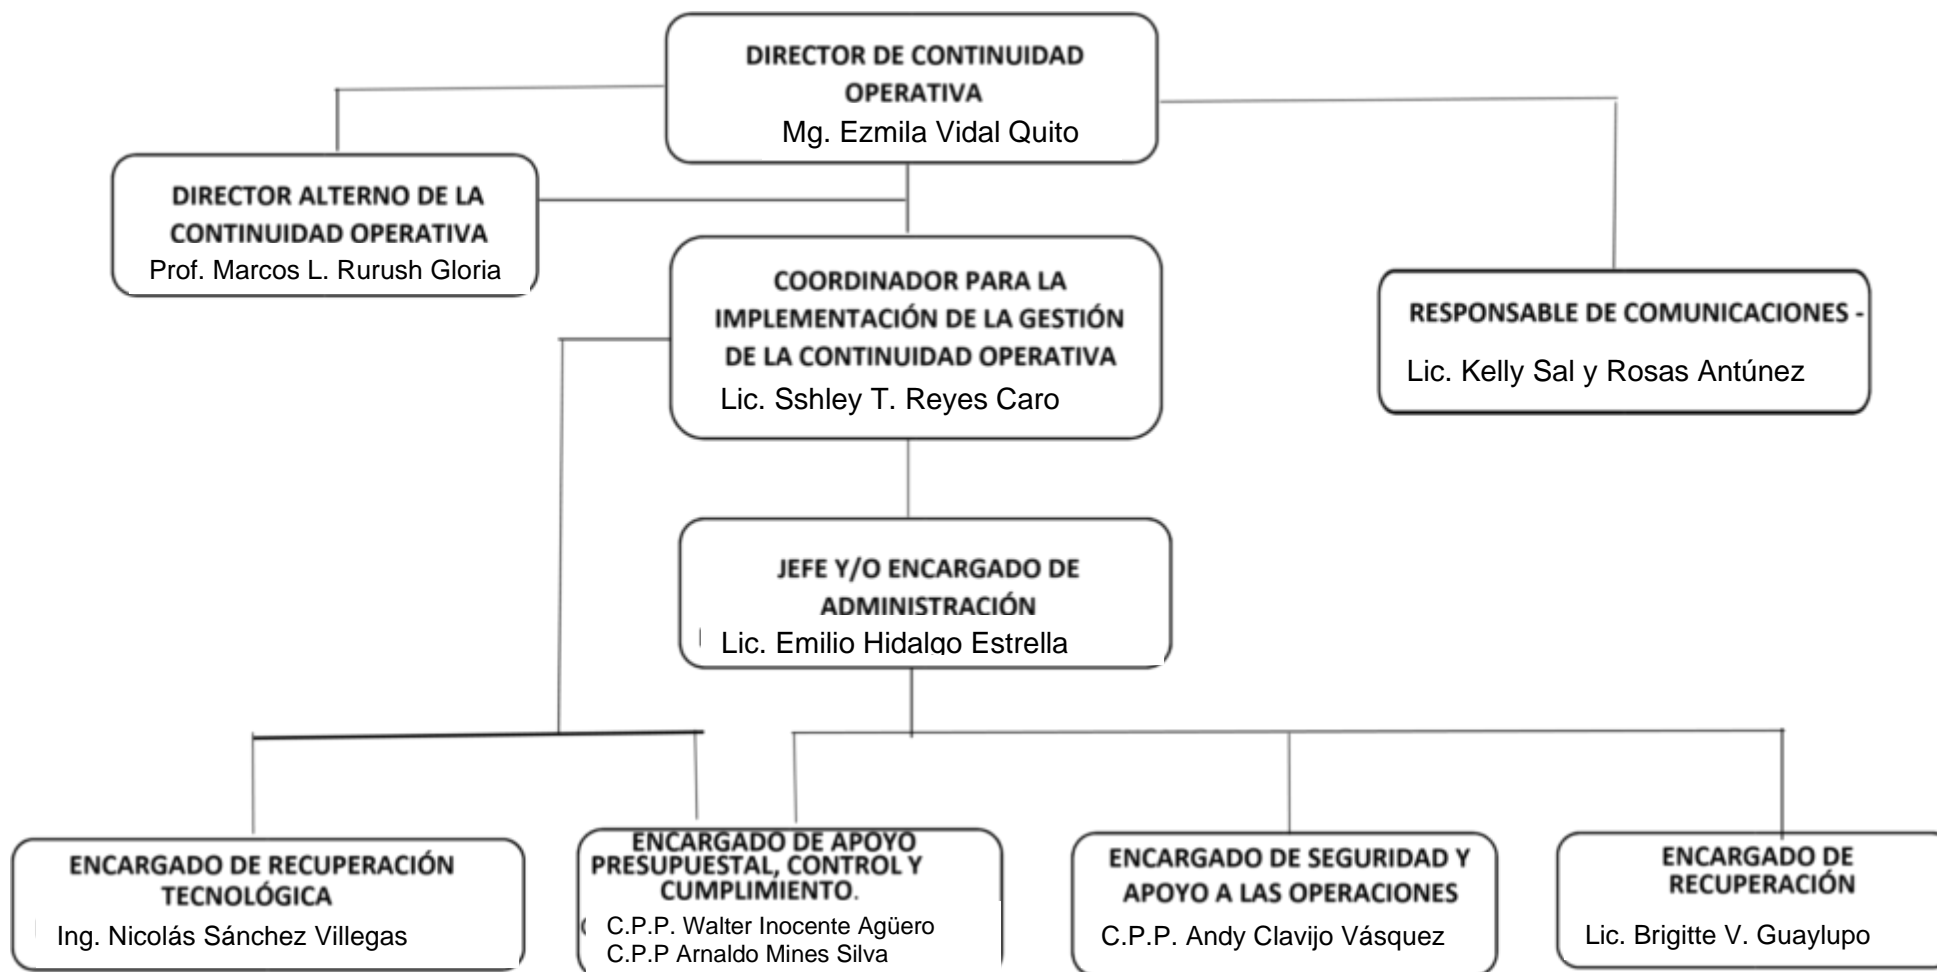 DIRECTOR DE CONTINUIDAD
OPERATIVA
Mg. Ezmila Vidal Quito
DIRECTOR ALTERNO DE LA
CONTINUIDAD OPERATIVA
Prof. Marcos L. Rurush Gloria
COORDINADOR PARA LA
IMPLEMENTACIÓN DE LA GESTIÓN
DE LA CONTINUIDAD OPERATIVA
Lic. Sshley T. Reyes Caro
RESPONSABLE DE COMUNICACIONES -
Lic. Kelly Sal y Rosas Antúnez
JEFE Y/O ENCARGADO DE
ADMINISTRACIÓN
Lic. Emilio Hidalgo Estrella
ENCARGADO DE RECUPERACIÓN
TECNOLÓGICA
Ing. Nicolás Sánchez Villegas
ENCARGADO DE APOYO
PRESUPUESTAL, CONTROL Y
CUMPLIMIENTO.
C.P.P. Walter Inocente Agüero
C.P.P Arnaldo Mines Silva
ENCARGADO DE SEGURIDAD Y
APOYO A LAS OPERACIONES
C.P.P. Andy Clavijo Vásquez
ENCARGADO DE
RECUPERACIÓN
Lic. Brigitte V. Guaylupo